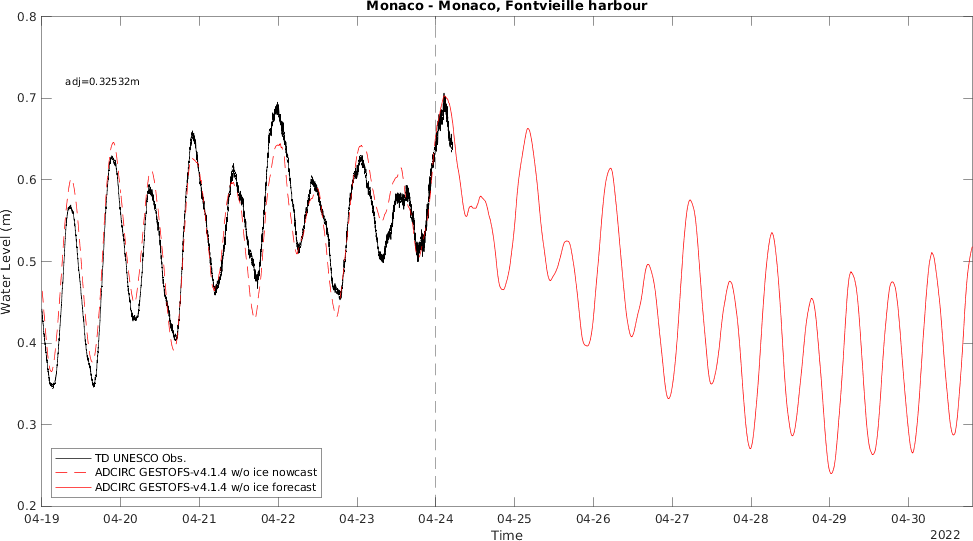 Monaco - Monaco, Fontvieille harbour
0.8
0.7
0.6
0.5
0.4
0.3
0.2
Water Level (m)
adj=0.32532m
TD UNESCO Obs.
ADCIRC GESTOFS-v4.1.4 w/o ice nowcast
ADCIRC GESTOFS-v4.1.4 w/o ice forecast
04-19 04-20 04-21 04-22 04-23 04-24 04-25 04-26 04-27 04-28 04-29 04-30
Time
2022